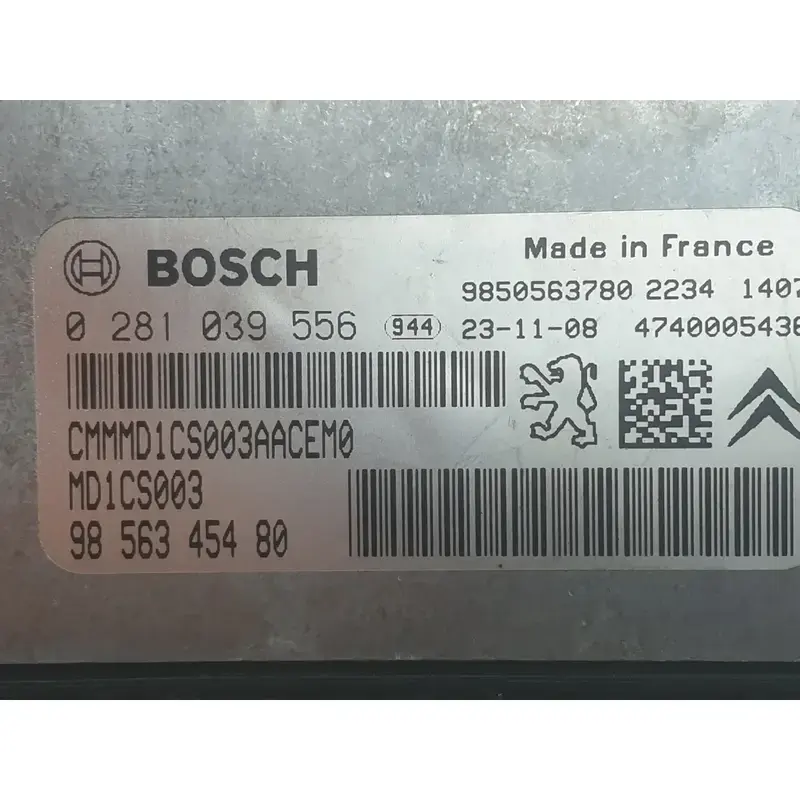 BOSCH
Made in France
9850563780 2234 1407
0 281 039 556 944 23-11-08 474000543
CMMMD1CS003AACEM0
MD1CS003
98 563 454 80